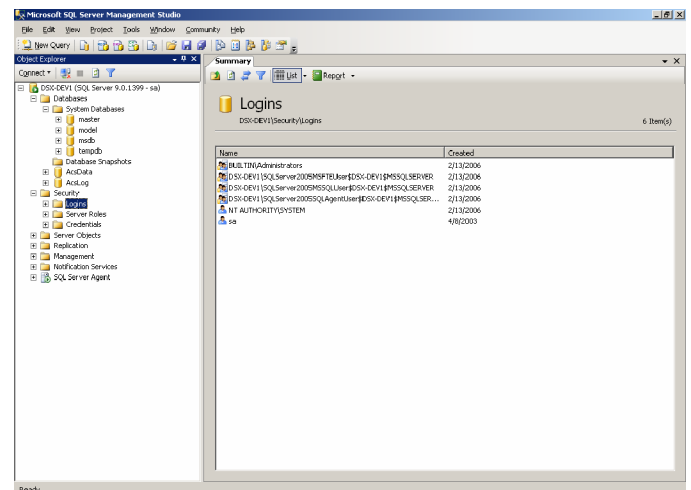 Microsoft SQL Server Management Studio
File Edit View Project Tools Window Community Help
New Query
Object Explorer
Connect
DSX-DEV1 (SQL Server 9.0.1399 - sa)
Databases
System Databases
master
model
msdb
tempdb
Database Snapshots
AcsData
AcsLog
Security
Logins
Server Roles
Credentials
Server Objects
Replication
Management
Notification Services
SQL Server Agent
Summary
List Report
Logins
DSX-DEV1\Security\Logins 6 Item(s)
Name Created
BUILTIN\Administrators 2/13/2006
DSX-DEV1\SQLServer2005MSFTEUser$DSX-DEV1$MSSQLSERVER 2/13/2006
DSX-DEV1\SQLServer2005MSSQLUser$DSX-DEV1$MSSQLSERVER 2/13/2006
DSX-DEV1\SQLServer2005SQLAgentUser$DSX-DEV1$MSSQLSER... 2/13/2006
NT AUTHORITY\SYSTEM 2/13/2006
sa 4/8/2003
Ready